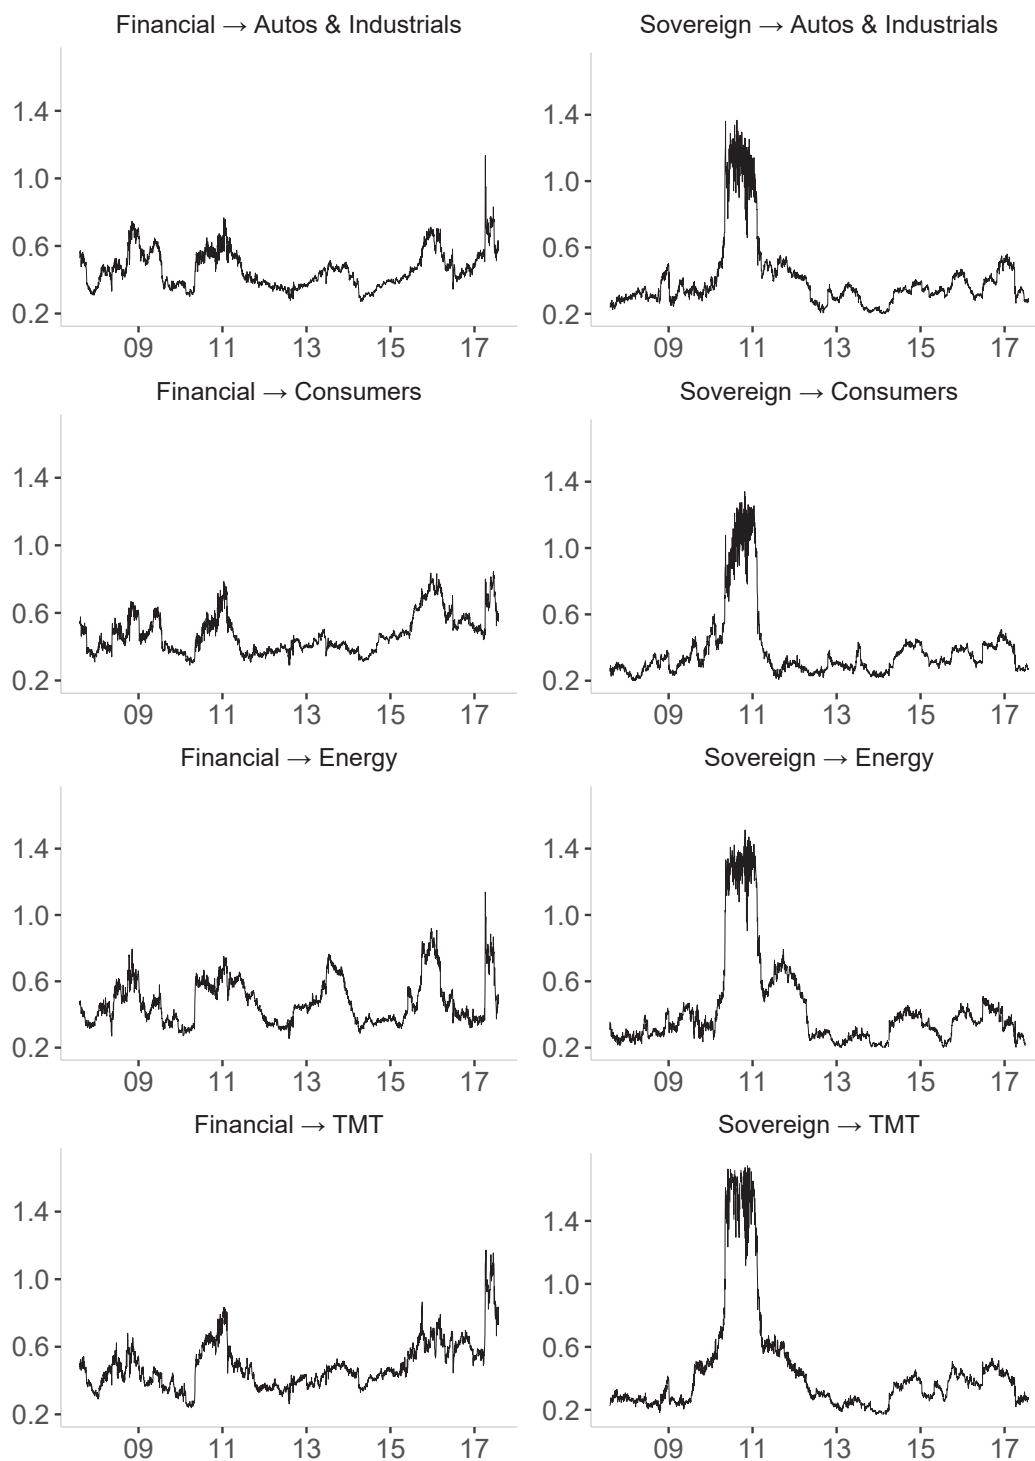 Financial → Autos & Industrials
1.4
1.0
0.6
0.2
09 11 13 15 17
Sovereign → Autos & Industrials
1.4
1.0
0.6
0.2
09 11 13 15 17
Financial → Consumers
1.4
1.0
0.6
0.2
09 11 13 15 17
Sovereign → Consumers
1.4
1.0
0.6
0.2
09 11 13 15 17
Financial → Energy
1.4
1.0
0.6
0.2
09 11 13 15 17
Sovereign → Energy
1.4
1.0
0.6
0.2
09 11 13 15 17
Financial → TMT
1.4
1.0
0.6
0.2
09 11 13 15 17
Sovereign → TMT
1.4
1.0
0.6
0.2
09 11 13 15 17